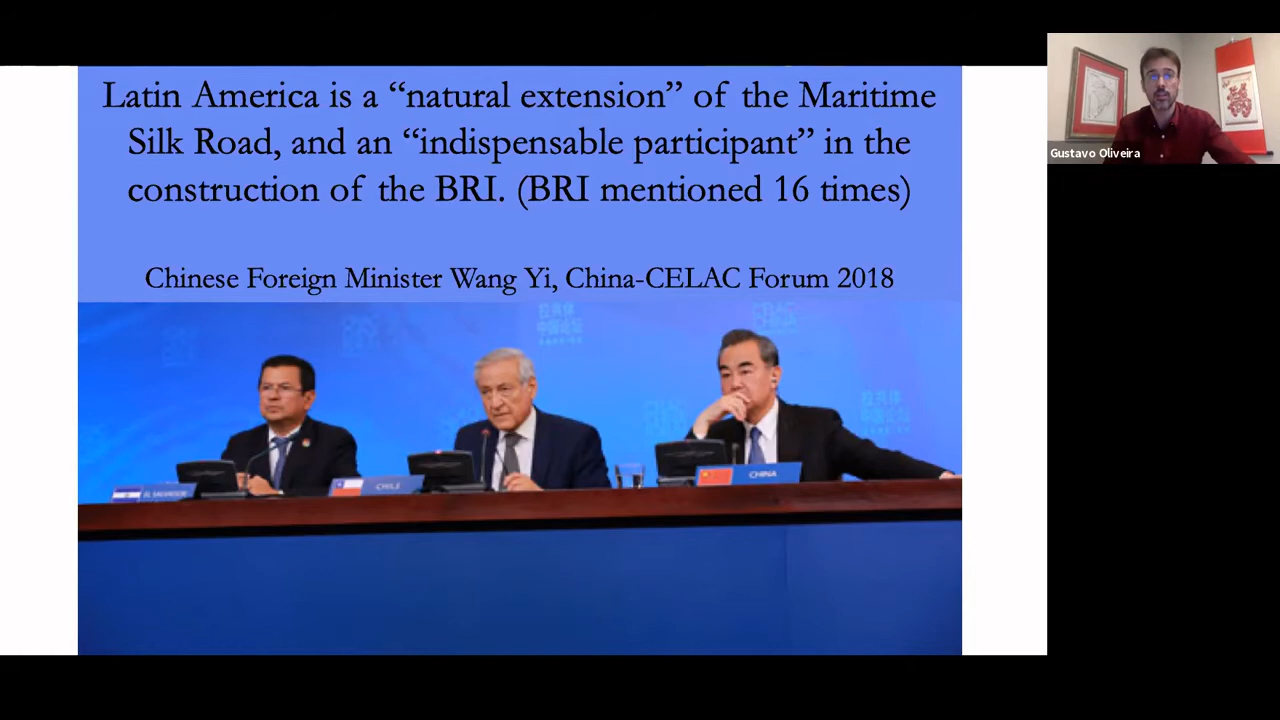 Latin America is a “natural extension” of the Maritime
Silk Road, and an “indispensable participant” in the
construction of the BRI. (BRI mentioned 16 times)
Chinese Foreign Minister Wang Yi, China-CELAC Forum 2018
Gustavo Oliveira
EL SALVADOR
CHILE
CHINA